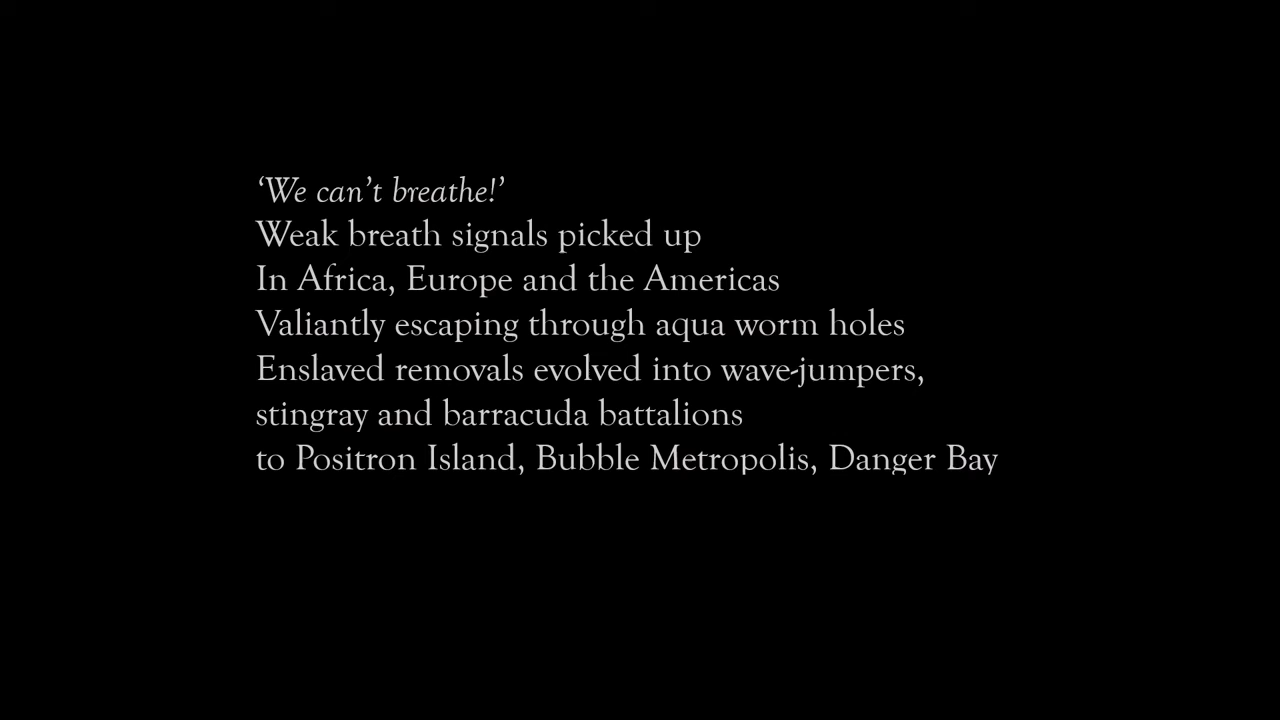 ‘We can’t breathe!’
Weak breath signals picked up
In Africa, Europe and the Americas
Valiantly escaping through aqua worm holes
Enslaved removals evolved into wave-jumpers,
stingray and barracuda battalions
to Positron Island, Bubble Metropolis, Danger Bay